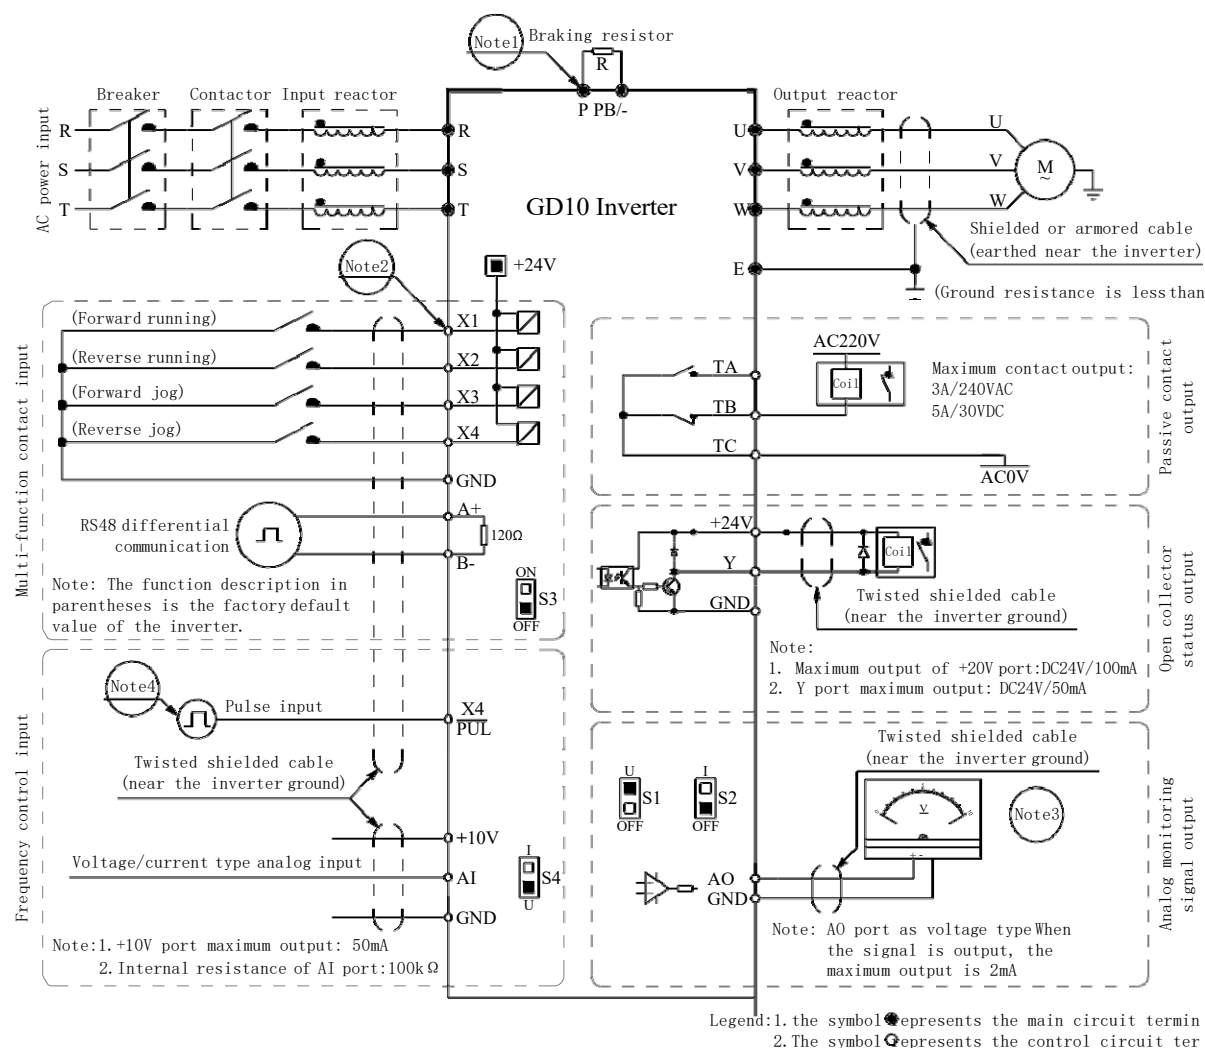 Note1
Braking resistor
R
P PB/-
Breaker
Contactor
Input reactor
Output reactor
AC power input
R
S
T
R
S
T
GD10 Inverter
U
V
W
U
V
W
M
~
E
Shielded or armored cable
(earthed near the inverter)
(Ground resistance is less than
Note2
+24V
Multi-function contact input
(Forward running)
X1
(Reverse running)
X2
(Forward jog)
X3
(Reverse jog)
X4
GND
RS48 differential
communication
A+
120Ω
B-
Note: The function description in
parentheses is the factory default
value of the inverter.
ON
S3
OFF
TA
TB
TC
AC220V
Coil
AC0V
Maximum contact output:
3A/240VAC
5A/30VDC
Passive contact
output
+24V
Y
GND
Coil
Twisted shielded cable
(near the inverter ground)
Note:
1. Maximum output of +20V port:DC24V/100mA
2. Y port maximum output: DC24V/50mA
Open collector
status output
Frequency control input
Note4
Pulse input
X4
PUL
Twisted shielded cable
(near the inverter ground)
+10V
Voltage/current type analog input
AI
GND
I
S4
U
Note:1.+10V port maximum output: 50mA
2.Internal resistance of AI port:100kΩ
Twisted shielded cable
(near the inverter ground)
U
S1
OFF
I
S2
OFF
V
+ -
Note3
AO
GND
Note: AO port as voltage type When
the signal is output, the
maximum output is 2mA
Analog monitoring
signal output
Legend:1.the symbol epresents the main circuit termin
2.The symbol epresents the control circuit ter